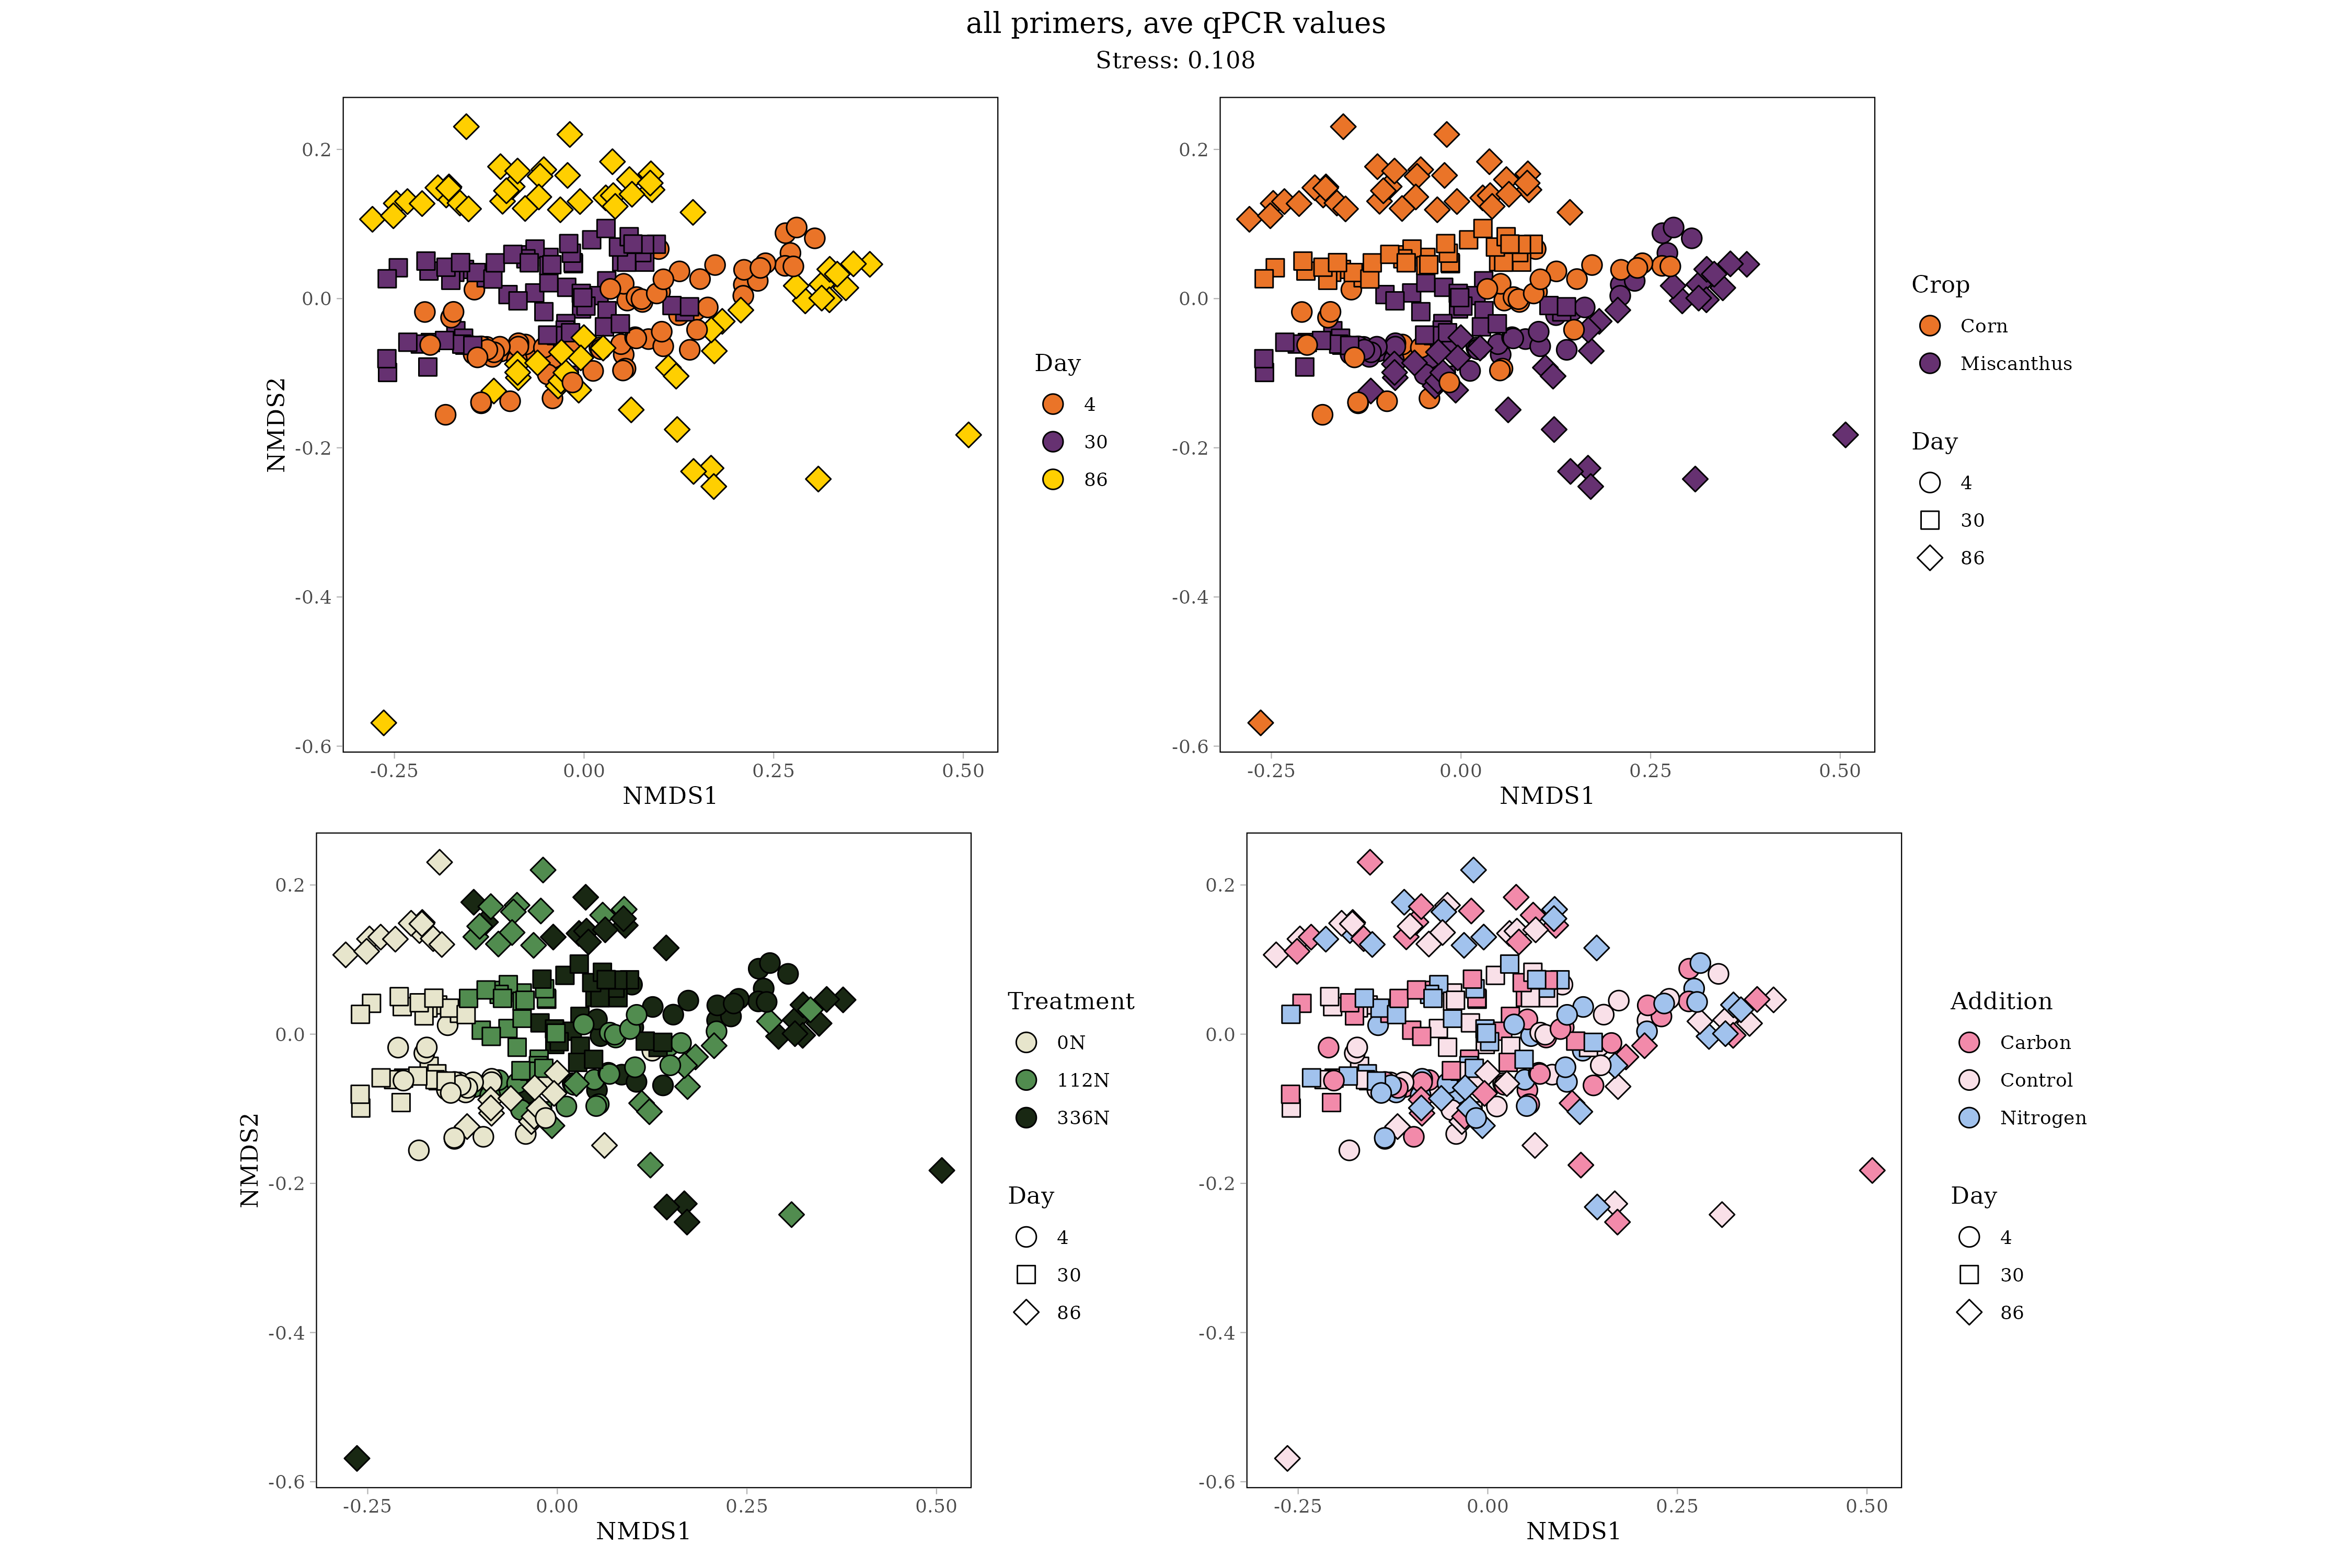 all primers, ave qPCR values
Stress: 0.108
NMDS2
0.2
0.0
-0.2
-0.4
-0.6
-0.25 0.00 0.25 0.50
NMDS1
Day
4
30
86
0.2
0.0
-0.2
-0.4
-0.6
-0.25 0.00 0.25 0.50
NMDS1
Crop
Corn
Miscanthus
Day
4
30
86
NMDS2
0.2
0.0
-0.2
-0.4
-0.6
-0.25 0.00 0.25 0.50
NMDS1
Treatment
0N
112N
336N
Day
4
30
86
0.2
0.0
-0.2
-0.4
-0.6
-0.25 0.00 0.25 0.50
NMDS1
Addition
Carbon
Control
Nitrogen
Day
4
30
86